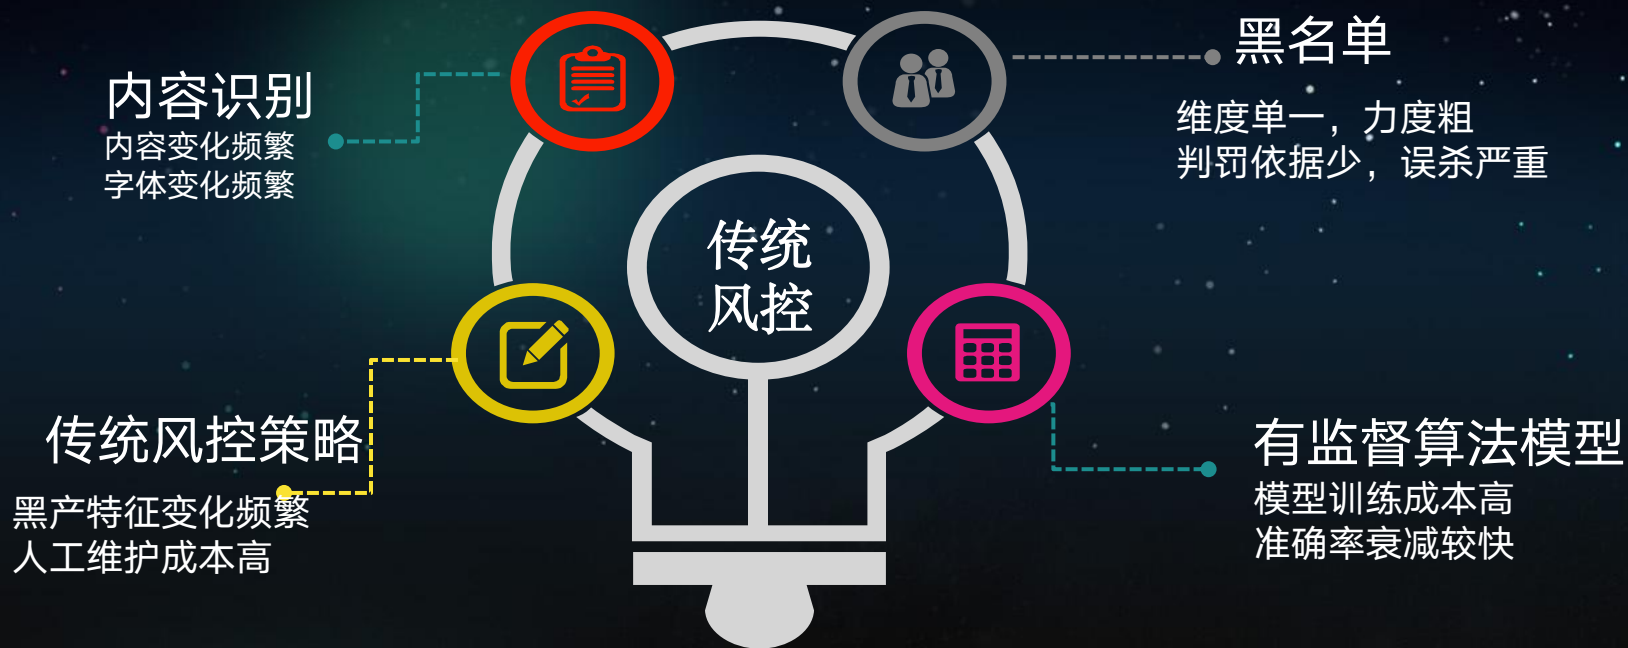 内容识别
内容变化频繁
字体变化频繁
黑名单
维度单一，力度粗
判罚依据少，误杀严重
传统
风控
传统风控策略
黑产特征变化频繁
人工维护成本高
有监督算法模型
模型训练成本高
准确率衰减较快